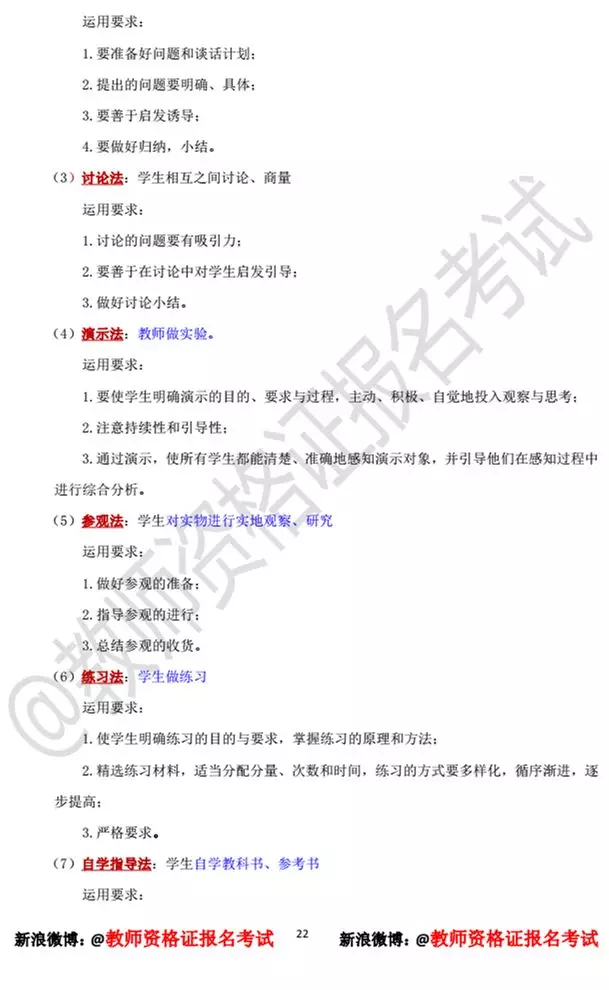 运用要求：
1.要准备好问题和谈话计划；
2.提出的问题要明确、具体；
3.要善于启发诱导；
4.要做好归纳，小结。
（3）讨论法：学生相互之间讨论、商量
运用要求：
1.讨论的问题要有吸引力；
2.要善于在讨论中对学生启发引导；
3.做好讨论小结。
（4）演示法：教师做实验。
运用要求：
1.要使学生明确演示的目的、要求与过程，主动、积极、自觉地投入观察与思考；
2.注意持续性和引导性；
3.通过演示，使所有学生都能清楚、准确地感知演示对象，并引导他们在感知过程中
进行综合分析。
（5）参观法：学生对实物进行实地观察、研究
运用要求：
1.做好参观的准备；
2.指导参观的进行；
3.总结参观的收货。
（6）练习法：学生做练习
运用要求：
1.使学生明确练习的目的与要求，掌握练习的原理和方法；
2.精选练习材料，适当分配分量、次数和时间，练习的方式要多样化，循序渐进，逐
步提高；
3.严格要求。
（7）自学指导法：学生自学教科书、参考书
运用要求：
新浪微博：@教师资格证报名考试 22 新浪微博：@教师资格证报名考试
@教师资格证报名考试